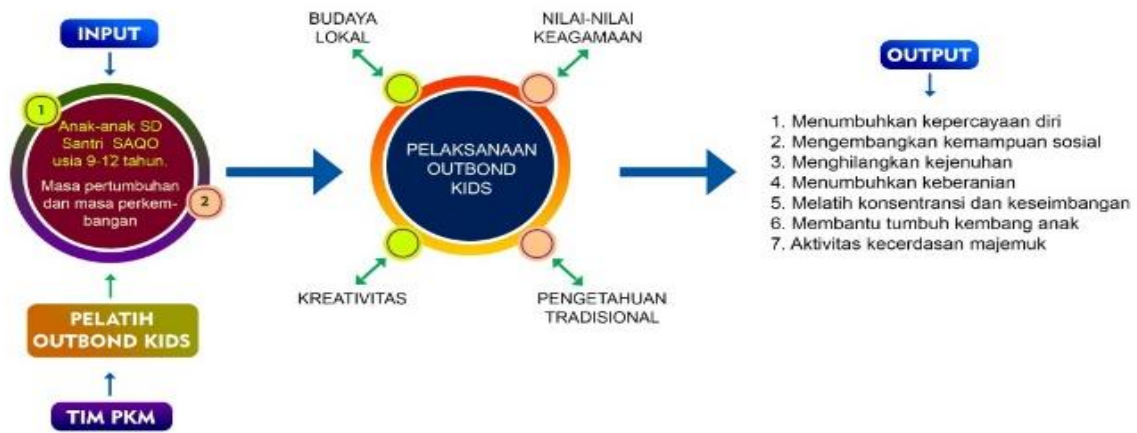 INPUT
1
Anak-anak SD
Santri SAQO
usia 9-12 tahun.
Masa pertumbuhan
dan masa perkem-
bangan
2
PELATIH
OUTBOND KIDS
TIM PKM
BUDAYA
LOKAL
NILAI-NILAI
KEAGAMAAN
PELAKSANAAN
OUTBOND
KIDS
KREATIVITAS
PENGETAHUAN
TRADISIONAL
OUTPUT
1. Menumbuhkan kepercayaan diri
2. Mengembangkan kemampuan sosial
3. Menghilangkan kejenuhan
4. Menumbuhkan keberanian
5. Melatih konsentransi dan keseimbangan
6. Membantu tumbuh kembang anak
7. Aktivitas kecerdasan majemuk